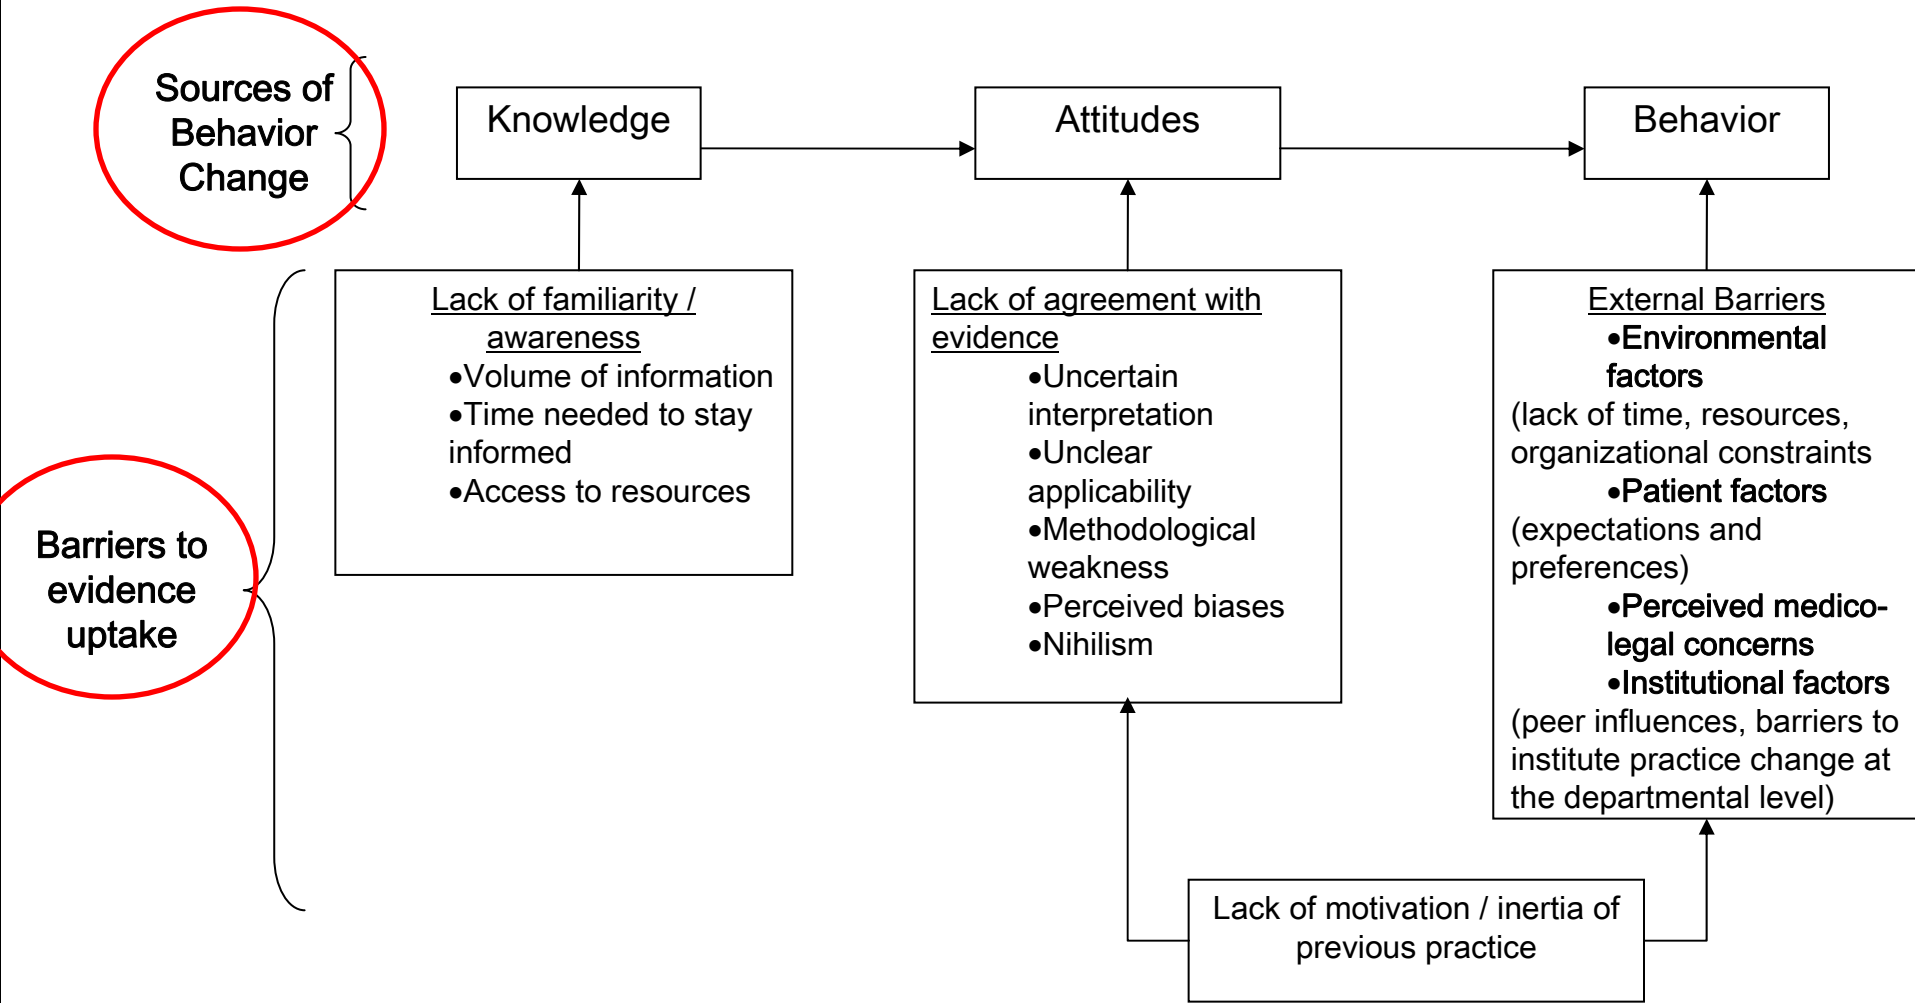 Sources of
Behavior
Change
Knowledge
Attitudes
Behavior
Barriers to
evidence
uptake
Lack of familiarity /
awareness
•Volume of information
•Time needed to stay
informed
•Access to resources
Lack of agreement with
evidence
•Uncertain
interpretation
•Unclear
applicability
•Methodological
weakness
•Perceived biases
•Nihilism
External Barriers
•Environmental
factors
(lack of time, resources,
organizational constraints
•Patient factors
(expectations and
preferences)
•Perceived medico-
legal concerns
•Institutional factors
(peer influences, barriers to
institute practice change at
the departmental level)
Lack of motivation / inertia of
previous practice